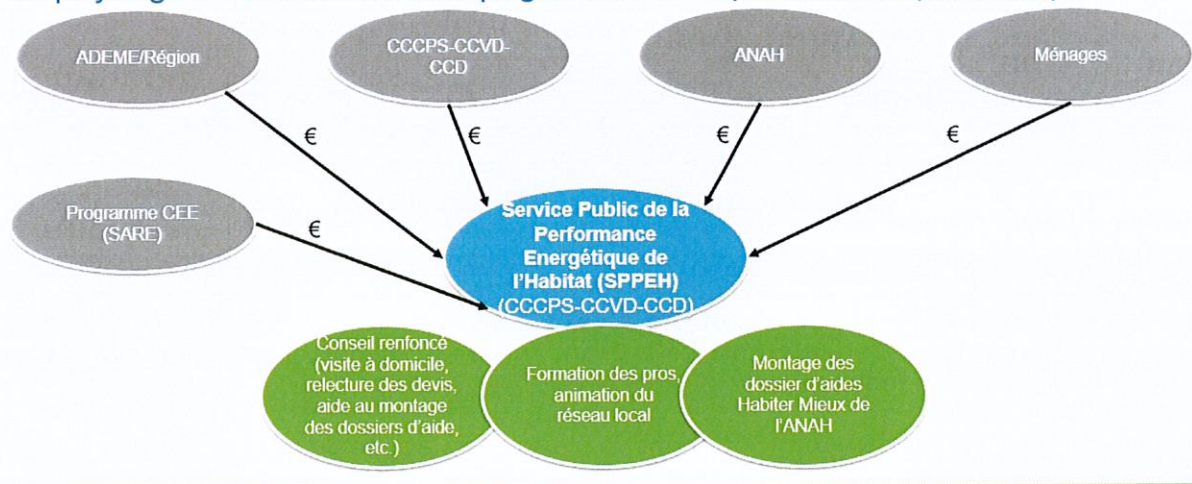 ADEME/Région
CCCPS-CCVD-
CCD
ANAH
Ménages
€
€
€
€
Programme CEE
(SARE)
€
Service Public de la
Performance
Energétique de
l'Habitat (SPPEH)
(CCCPS-CCVD-CCD)
Conseil renfoncé
(visite à domicile,
relecture des devis,
aide au montage
des dossiers d'aide,
etc.)
Formation des pros,
animation du
réseau local
Montage des
dossier d'aides
Habiter Mieux de
l'ANAH